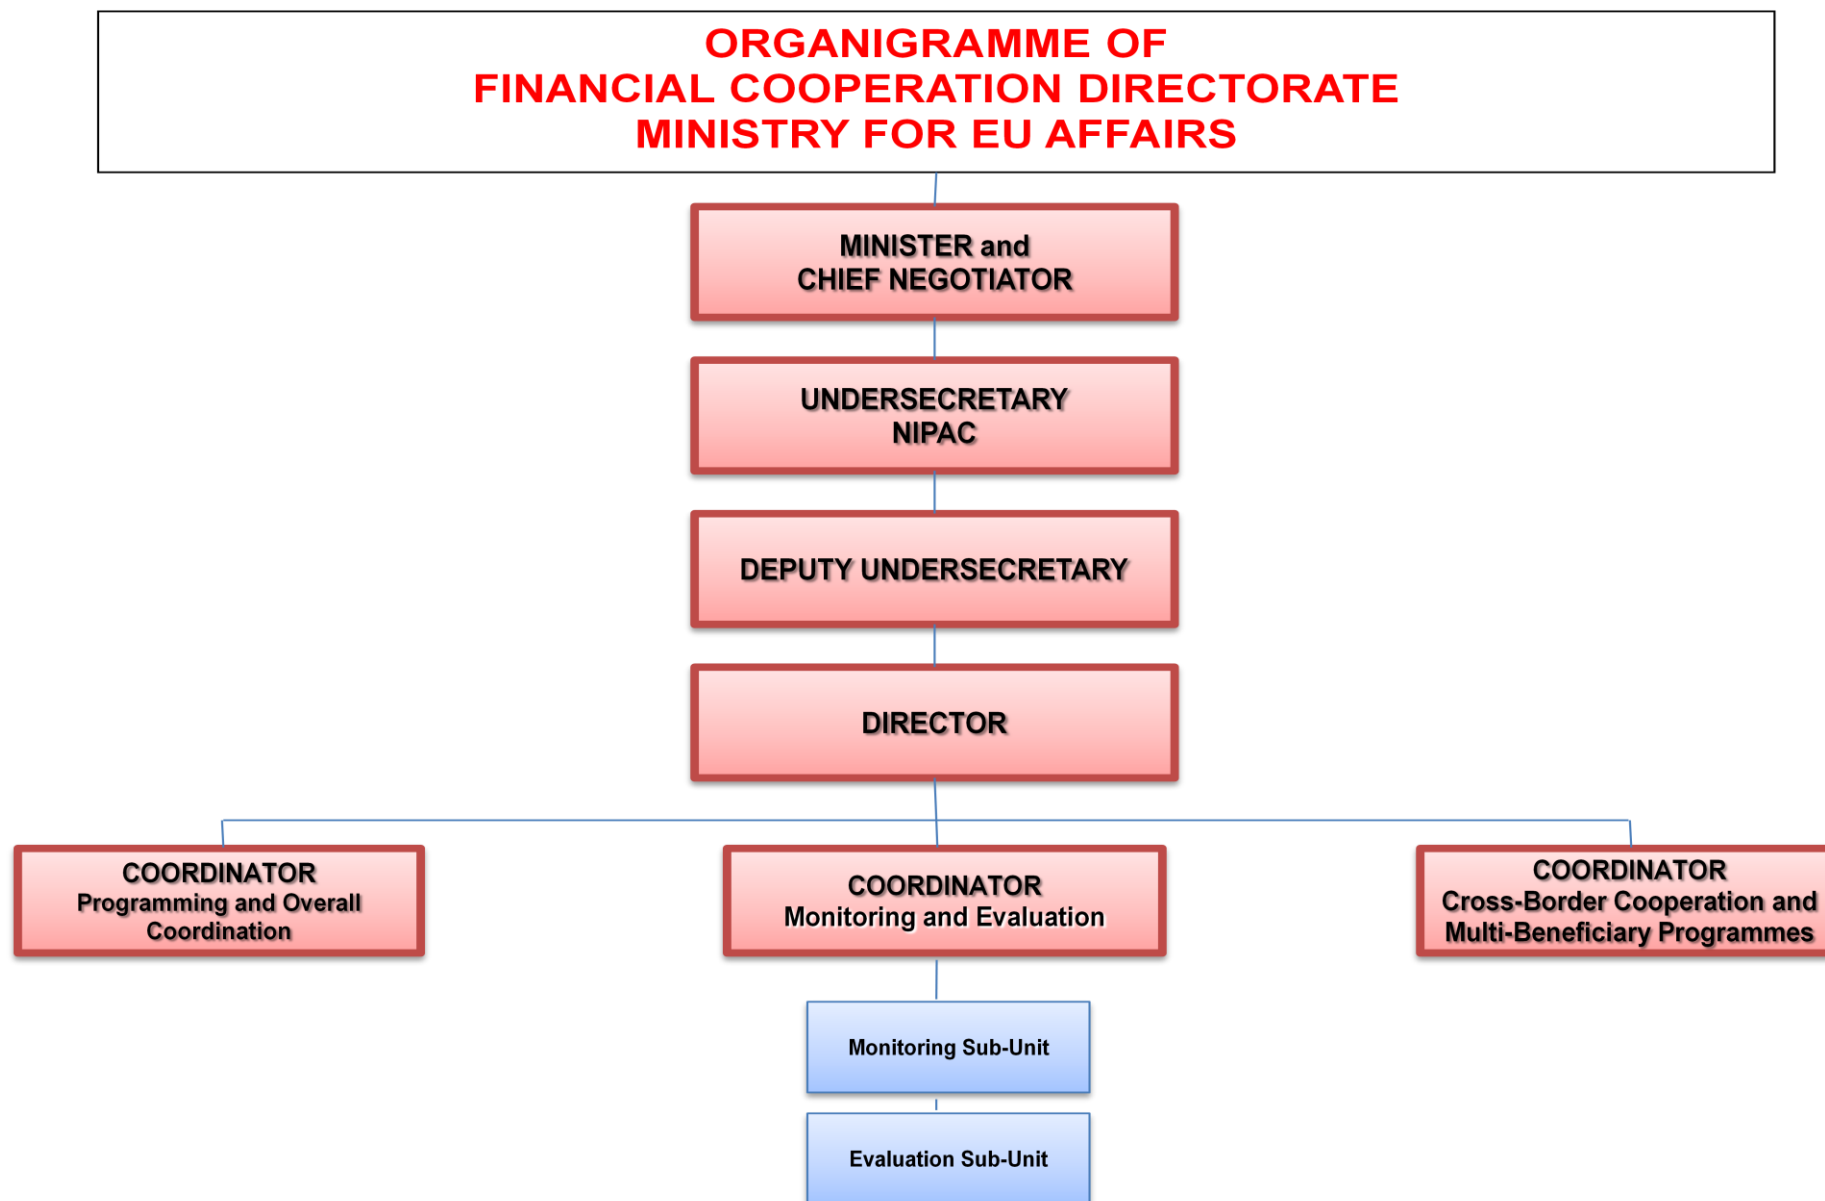 ORGANIGRAMME OF
FINANCIAL COOPERATION DIRECTORATE
MINISTRY FOR EU AFFAIRS
MINISTER and
CHIEF NEGOTIATOR
UNDERSECRETARY
NIPAC
DEPUTY UNDERSECRETARY
DIRECTOR
COORDINATOR
Programming and Overall
Coordination
COORDINATOR
Monitoring and Evaluation
COORDINATOR
Cross-Border Cooperation and
Multi-Beneficiary Programmes
Monitoring Sub-Unit
Evaluation Sub-Unit